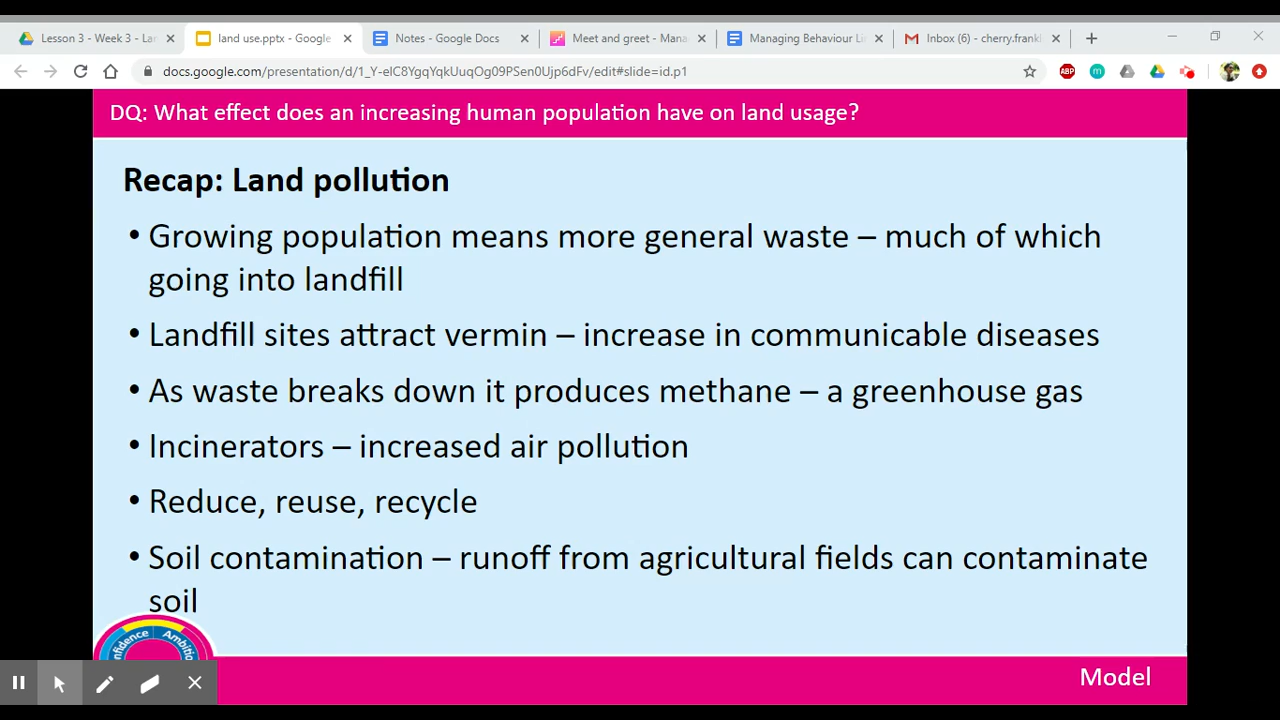 Lesson 3 - Week 3 - La
land use.pptx - Google
Notes - Google Docs
Meet and greet - Mana
Managing Behaviour Li
Inbox (6) - cherry.frankl
docs.google.com/presentation/d/1_Y-
/edit#slide=id.p1
ABP
m
DQ: What effect does an increasing human population have on land usage?
Recap: Land pollution
• Growing population means more general waste – much of which
going into landfill
• Landfill sites attract vermin – increase in communicable diseases
• As waste breaks down it produces methane – a greenhouse gas
• Incinerators – increased air pollution
• Reduce, reuse, recycle
• Soil contamination – runoff from agricultural fields can contaminate
soil
nfidence Ambitio
Model